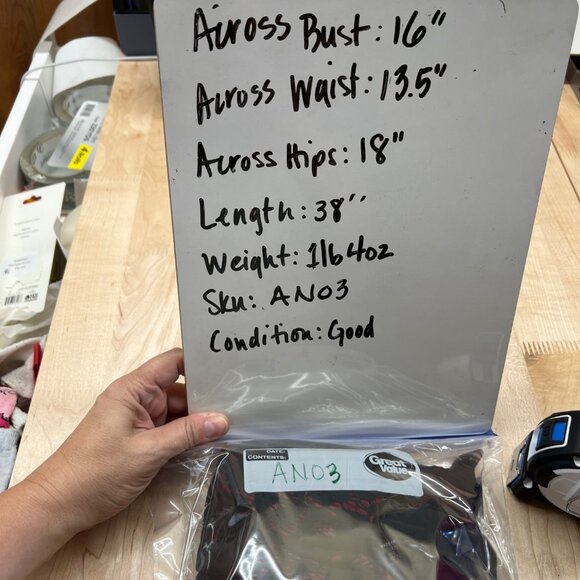 Across Bust: 16"
Across Waist: 13.5"
Across Hips: 18"
Length: 38''
Weight: 1lb 4oz
Sku: AN03
Condition: Good
DATE:
CONTENTS:
AN03
Great Value